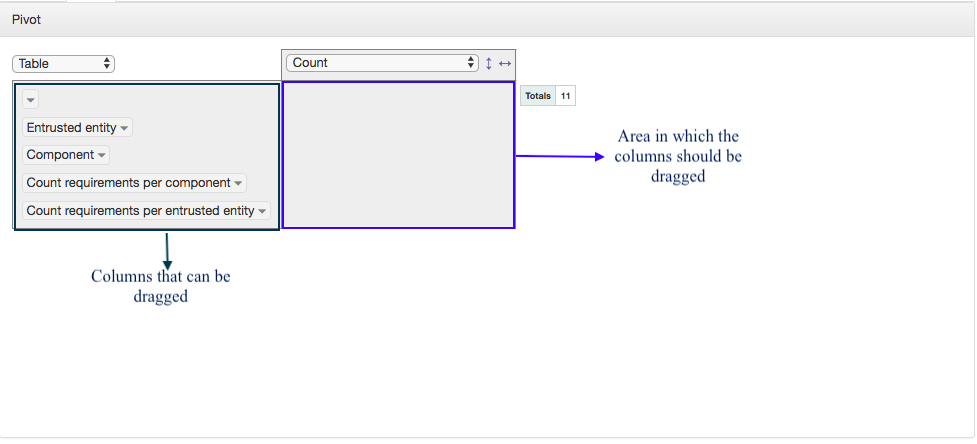 Pivot
Table
Count
Totals 11
Entrusted entity
Component
Count requirements per component
Count requirements per entrusted entity
Area in which the
columns should be
dragged
Columns that can be
dragged